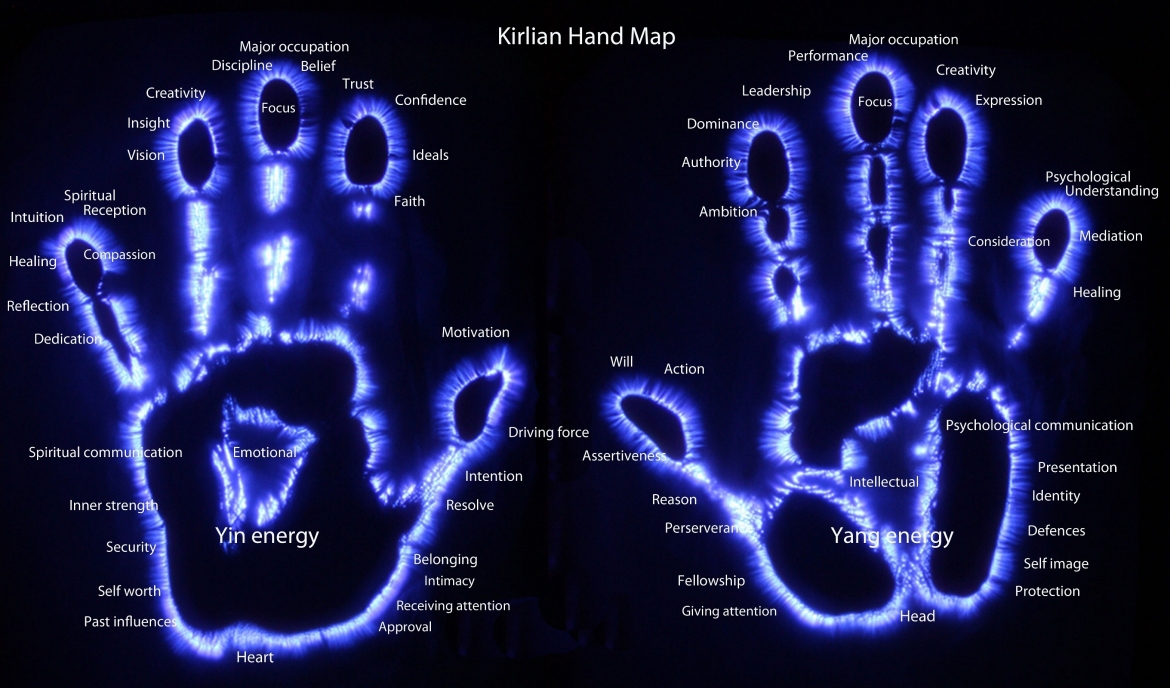 Kirlian Hand Map
Major occupation
Discipline
Belief
Focus
Trust
Confidence
Ideals
Faith
Creativity
Insight
Vision
Spiritual
Reception
Intuition
Compassion
Healing
Reflection
Dedication
Motivation
Driving force
Intention
Resolve
Spiritual communication
Emotional
Inner strength
Yin energy
Security
Self worth
Past influences
Belonging
Intimacy
Receiving attention
Approval
Heart
Major occupation
Performance
Focus
Creativity
Expression
Leadership
Dominance
Authority
Ambition
Psychological
Understanding
Consideration
Mediation
Healing
Will
Action
Assertiveness
Reason
Perserverance
Fellowship
Giving attention
Psychological communication
Intellectual
Yang energy
Presentation
Identity
Defences
Self image
Protection
Head